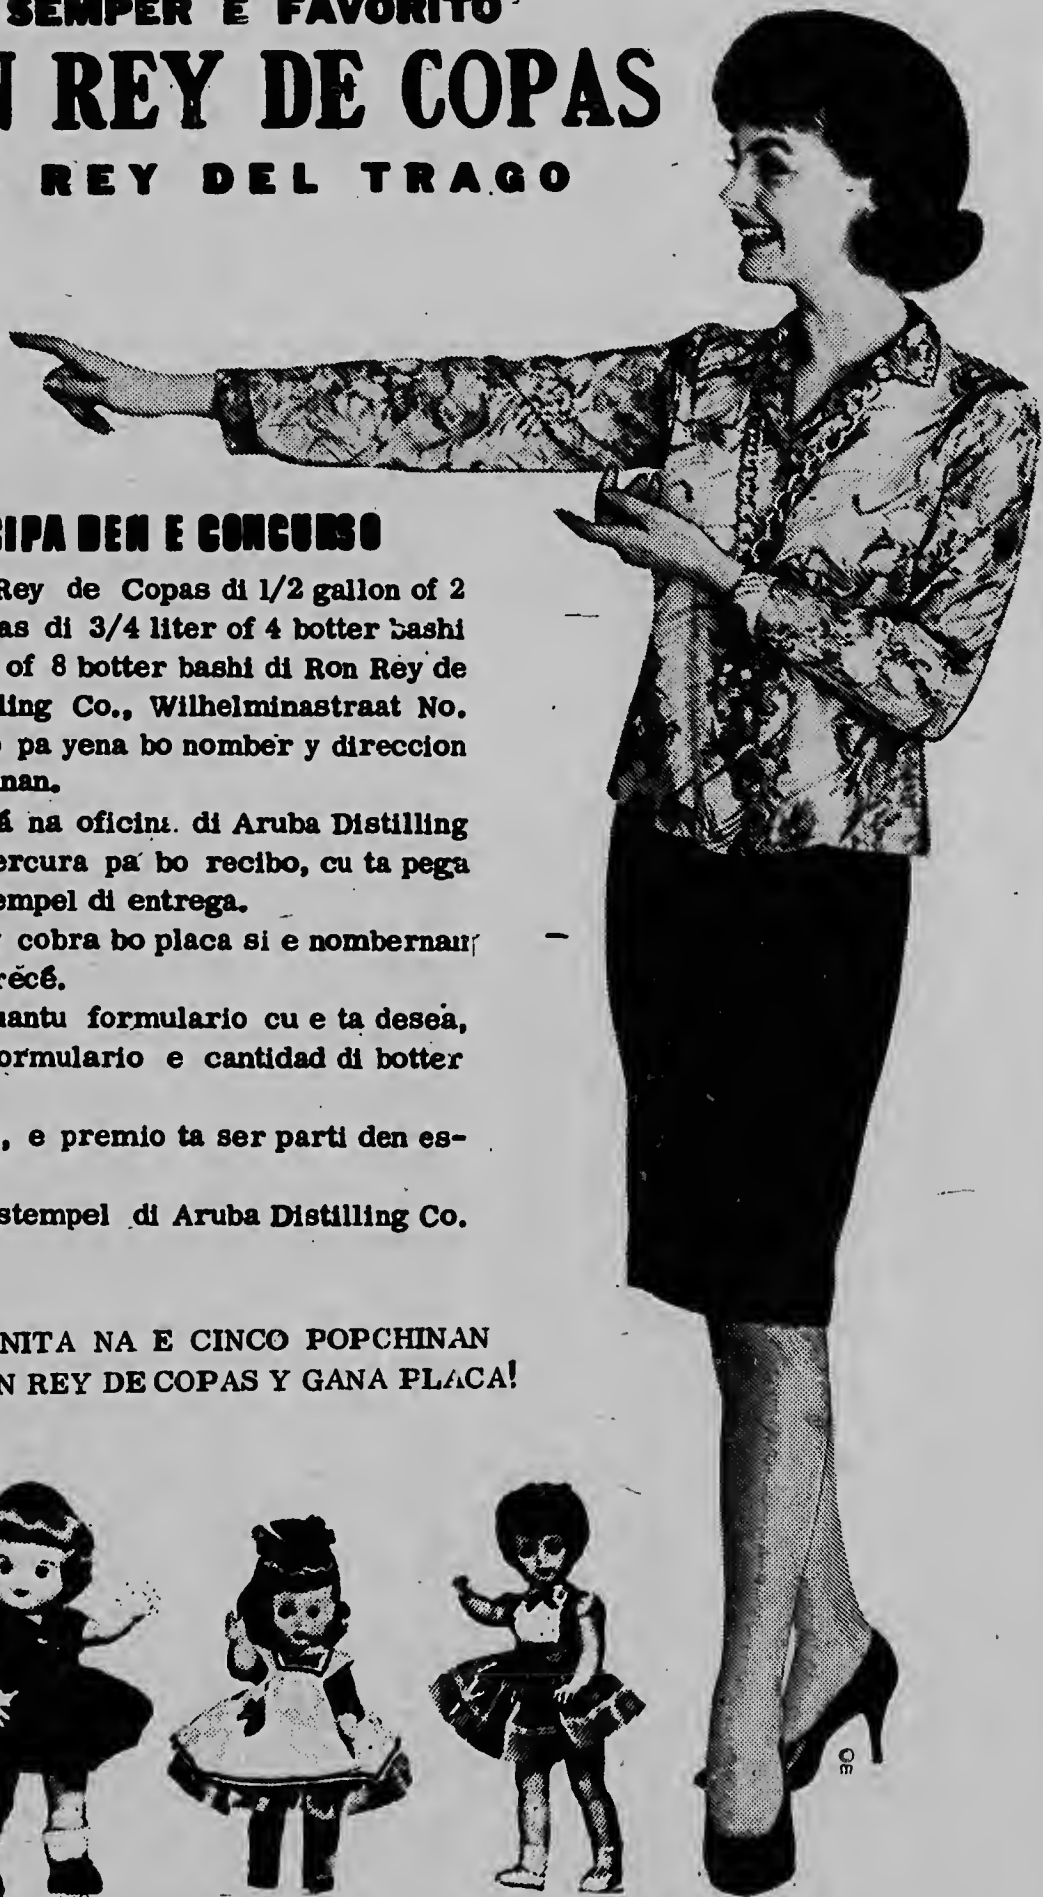 SEMPER E FAVORITO
N REY DE COPAS
REY DEL TRAGO
CIPA DEN E CONCURSO
Rey de Copas di 1/2 gallon of 2
as di 3/4 liter of 4 botter bashi
of 8 botter bashi di Ron Rey de
ling Co., Wilhelminastraat No.
pa yena bo nomber y direccion
nan.
á na oficina di Aruba Distilling
ercura pa bo recibo, cu ta pega
empel di entrega.
cobra bo placa si e nombernan
recé.
uantu formulario cu e ta desea,
ormulario e cantidad di botter
, e premio ta ser parti den es-
stempel di Aruba Distilling Co.
NITA NA E CINCO POPCHINAN
N REY DE COPAS Y GANA PLACA!